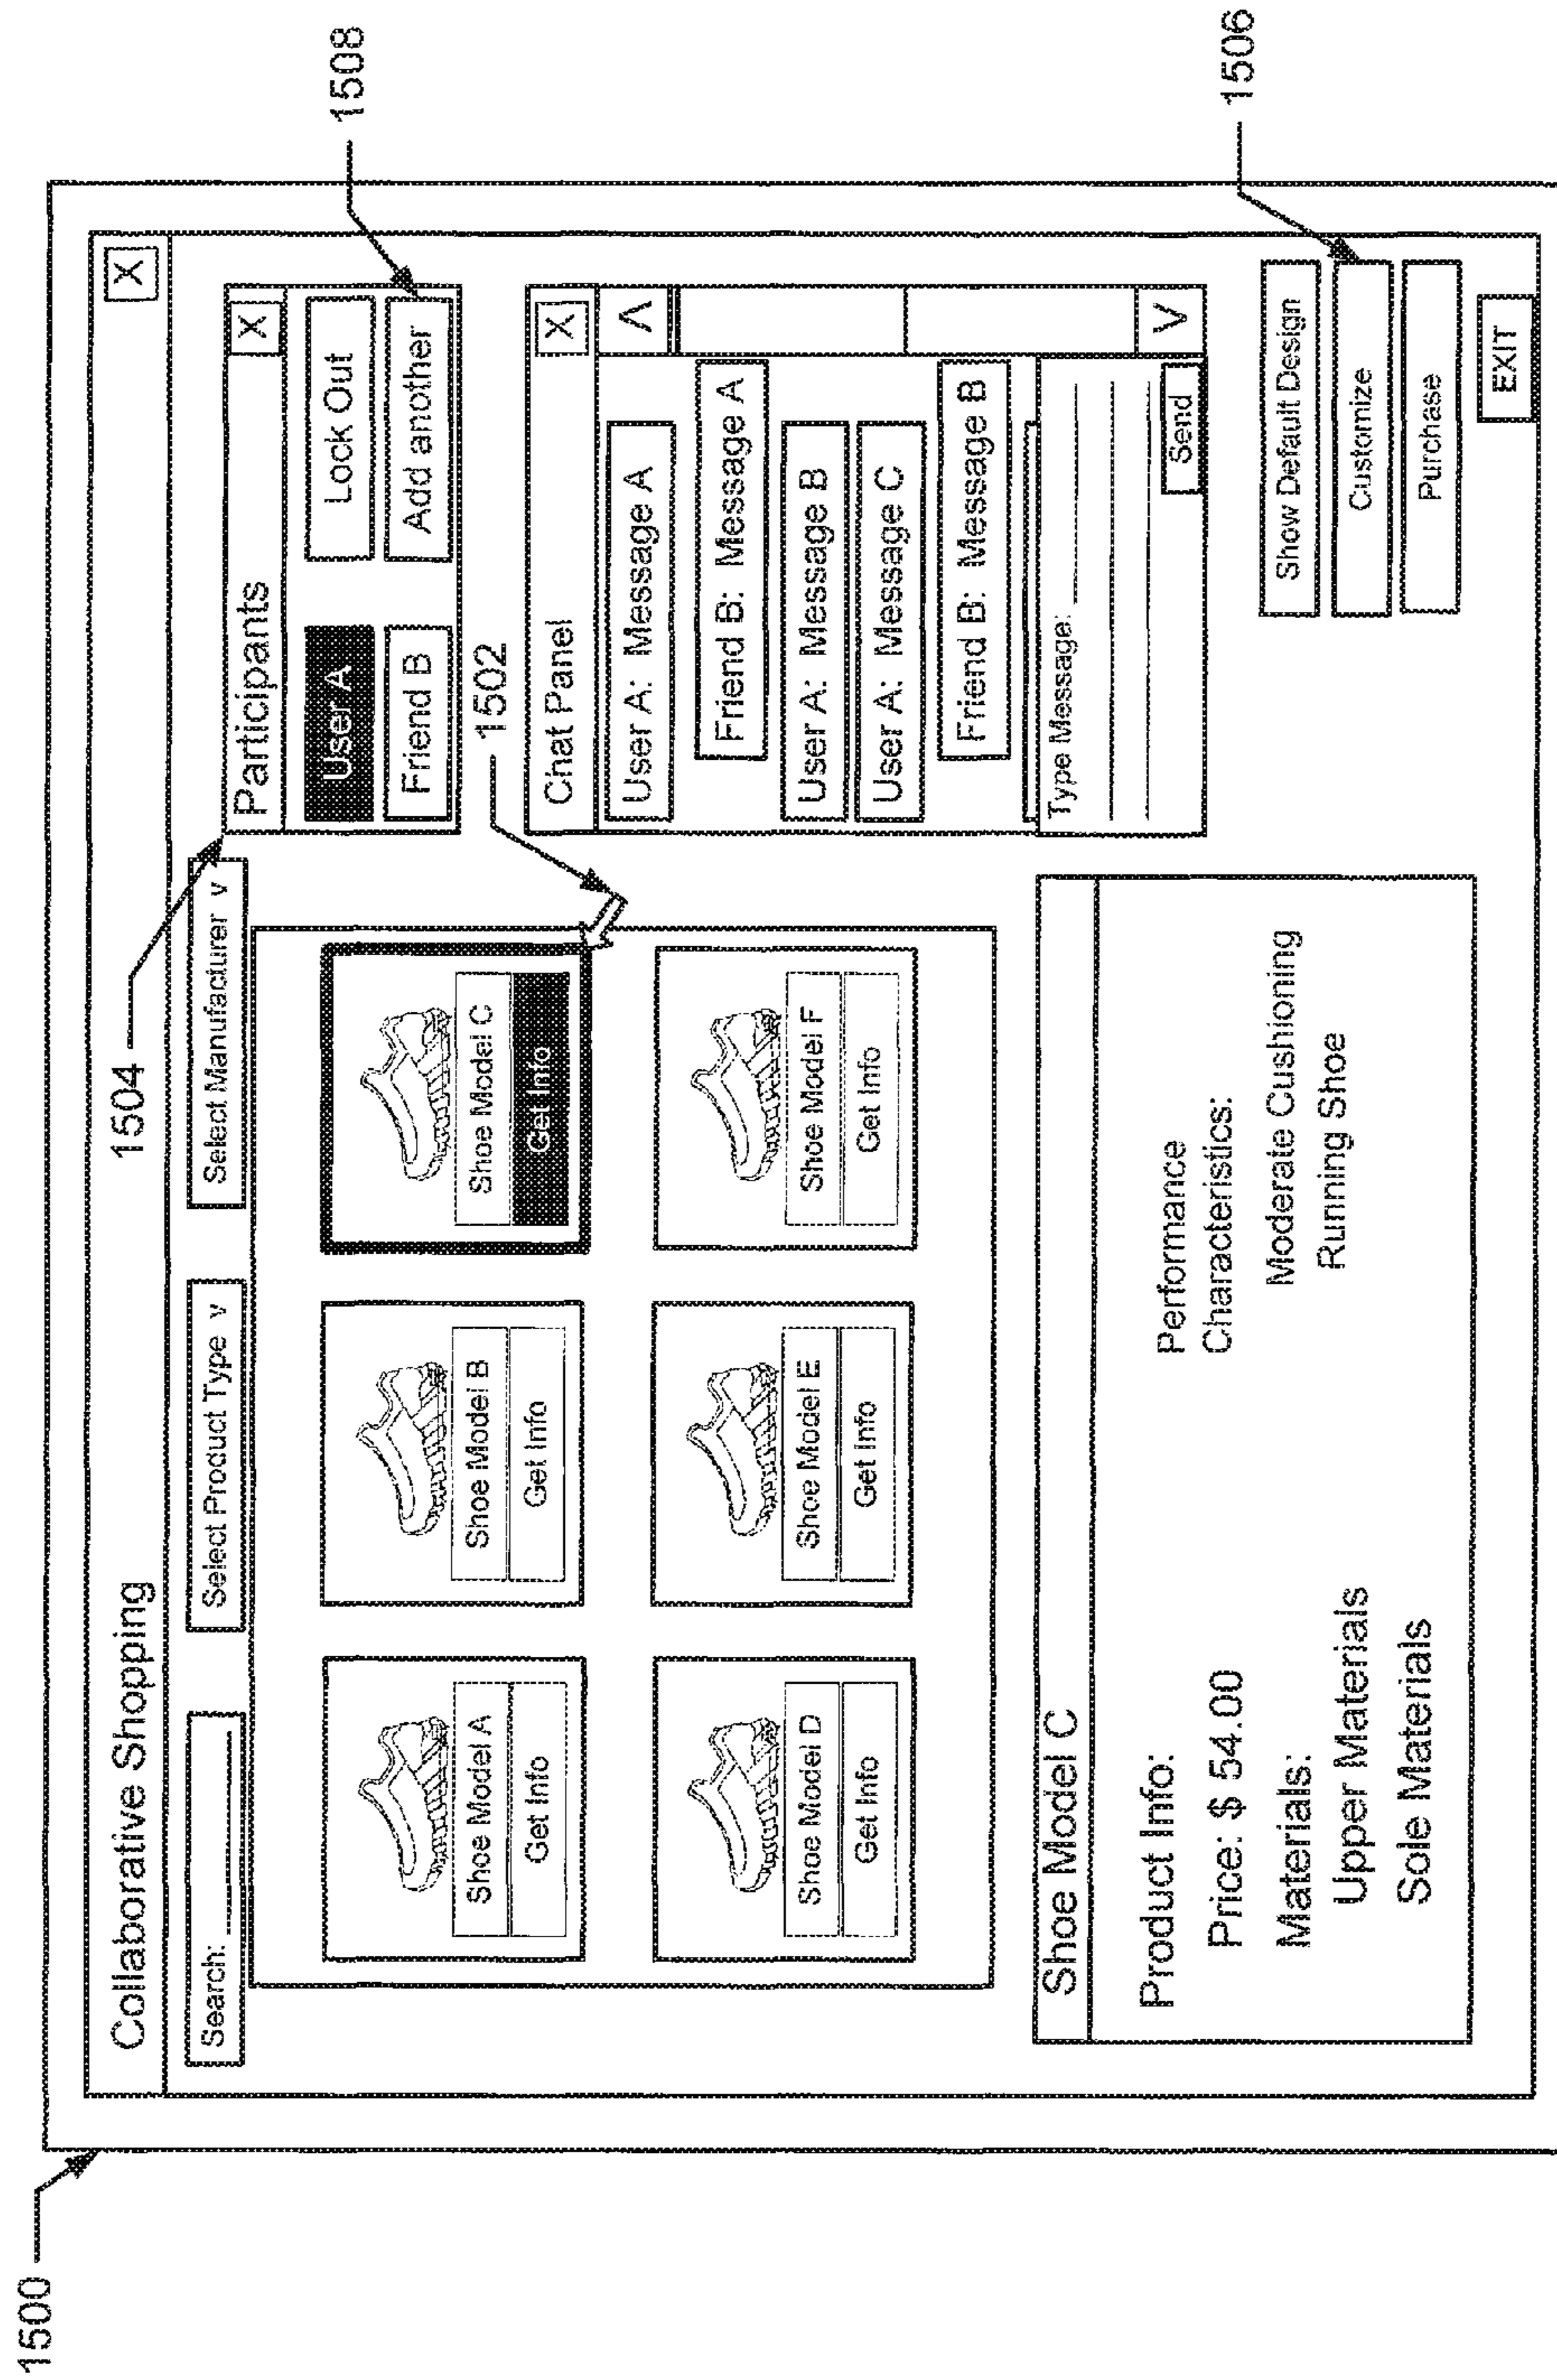 1500
Collaborative Shopping
X
1504
Search:
Select Product Type v
Select Manufacturer v
Participants
X
User A
Lock Out
Friend B
Add another
1508
1502
Shoe Model A
Get Info
Shoe Model B
Get Info
Shoe Model C
Get Info
Shoe Model D
Get Info
Shoe Model E
Get Info
Shoe Model F
Get Info
Chat Panel
X
User A: Message A
Friend B: Message A
User A: Message B
User A: Message C
Friend B: Message B
Type Message:
Send
Shoe Model C
Product Info:
Price: $ 54.00
Materials:
Upper Materials
Sole Materials
Performance
Characteristics:
Moderate Cushioning
Running Shoe
Show Default Design
Customize
Purchase
1506
EXIT